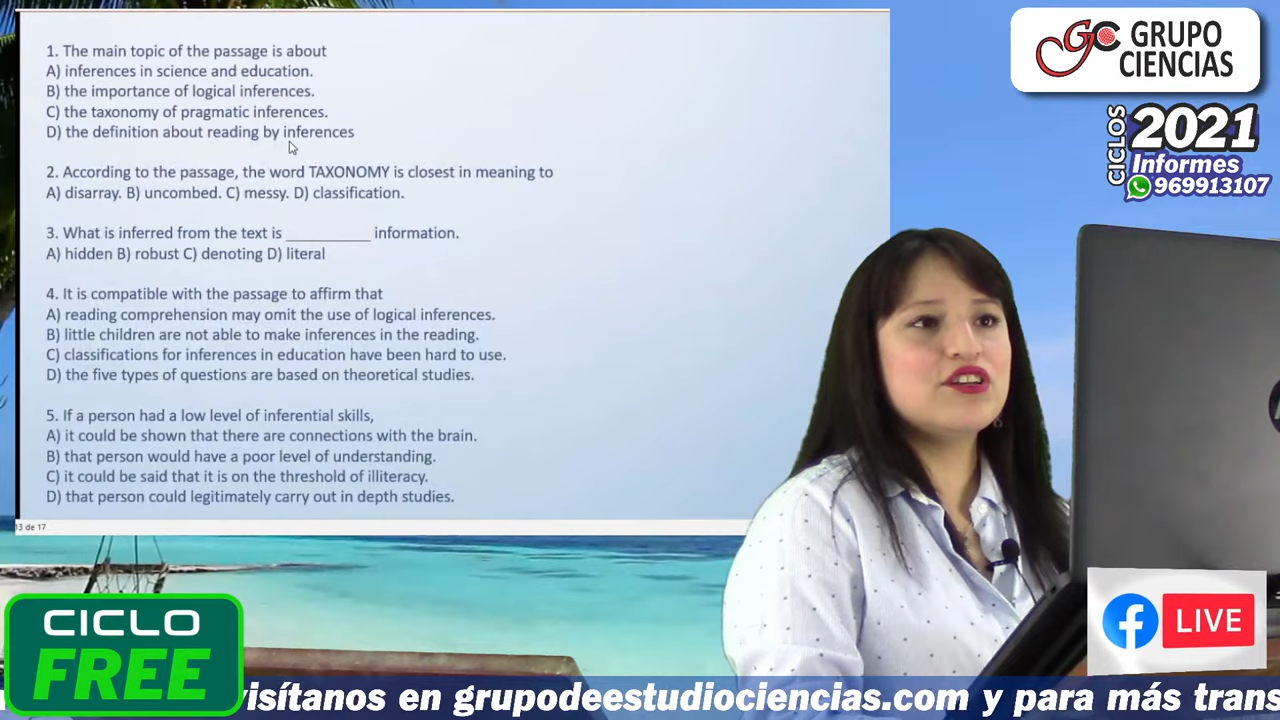 1. The main topic of the passage is about
A) inferences in science and education.
B) the importance of logical inferences.
C) the taxonomy of pragmatic inferences.
D) the definition about reading by inferences
2. According to the passage, the word TAXONOMY is closest in meaning to
A) disarray. B) uncombed. C) messy. D) classification.
3. What is inferred from the text is __________ information.
A) hidden B) robust C) denoting D) literal
4. It is compatible with the passage to affirm that
A) reading comprehension may omit the use of logical inferences.
B) little children are not able to make inferences in the reading.
C) classifications for inferences in education have been hard to use.
D) the five types of questions are based on theoretical studies.
5. If a person had a low level of inferential skills,
A) it could be shown that there are connections with the brain.
B) that person would have a poor level of understanding.
C) it could be said that it is on the threshold of illiteracy.
D) that person could legitimately carry out in depth studies.
13 de 17
GC GRUPO
CIENCIAS
CICLOS 2021
Informes
969913107
LIVE
CICLO
FREE
visítanos en grupodeestudiociencias.com y para más trans